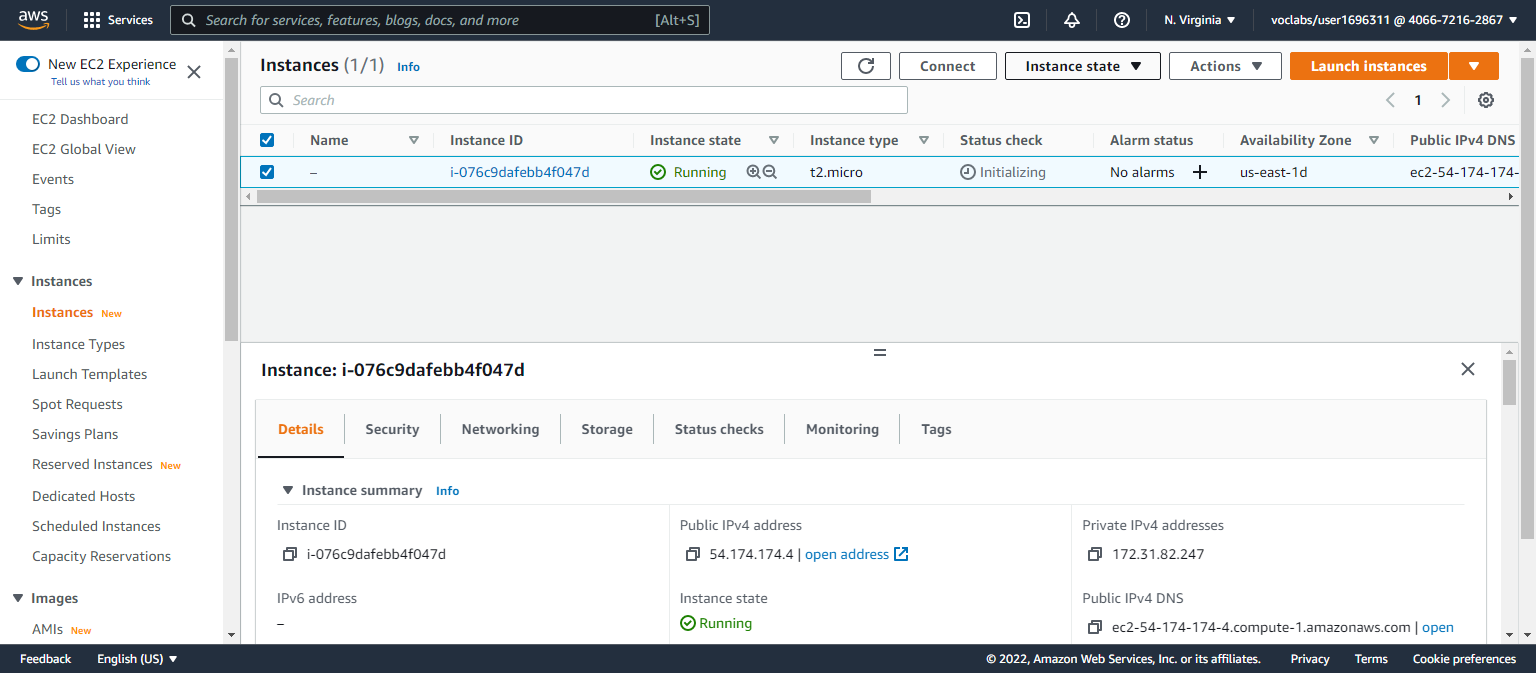 aws Services Search for services, features, blogs, docs, and more [Alt+S] N. Virginia voclabs/user1696311 @ 4066-7216-2867
New EC2 Experience
Tell us what you think
EC2 Dashboard
EC2 Global View
Events
Tags
Limits
Instances
Instances New
Instance Types
Launch Templates
Spot Requests
Savings Plans
Reserved Instances New
Dedicated Hosts
Scheduled Instances
Capacity Reservations
Images
AMIs New
Instances (1/1) Info
Connect Instance state Actions Launch instances
Search
1
Name Instance ID Instance state Instance type Status check Alarm status Availability Zone Public IPv4 DNS
– i-076c9dafebb4f047d Running t2.micro Initializing No alarms + us-east-1d ec2-54-174-174-
Instance: i-076c9dafebb4f047d
Details Security Networking Storage Status checks Monitoring Tags
Instance summary Info
Instance ID
i-076c9dafebb4f047d
Public IPv4 address
54.174.174.4 | open address
Private IPv4 addresses
172.31.82.247
IPv6 address
–
Instance state
Running
Public IPv4 DNS
ec2-54-174-174-4.compute-1.amazonaws.com | open
Feedback English (US) © 2022, Amazon Web Services, Inc. or its affiliates. Privacy Terms Cookie preferences